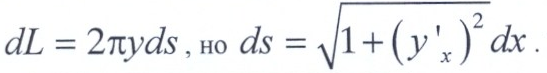 dL = 2πyds , но ds = √(1+(y'ₓ)²) dx .